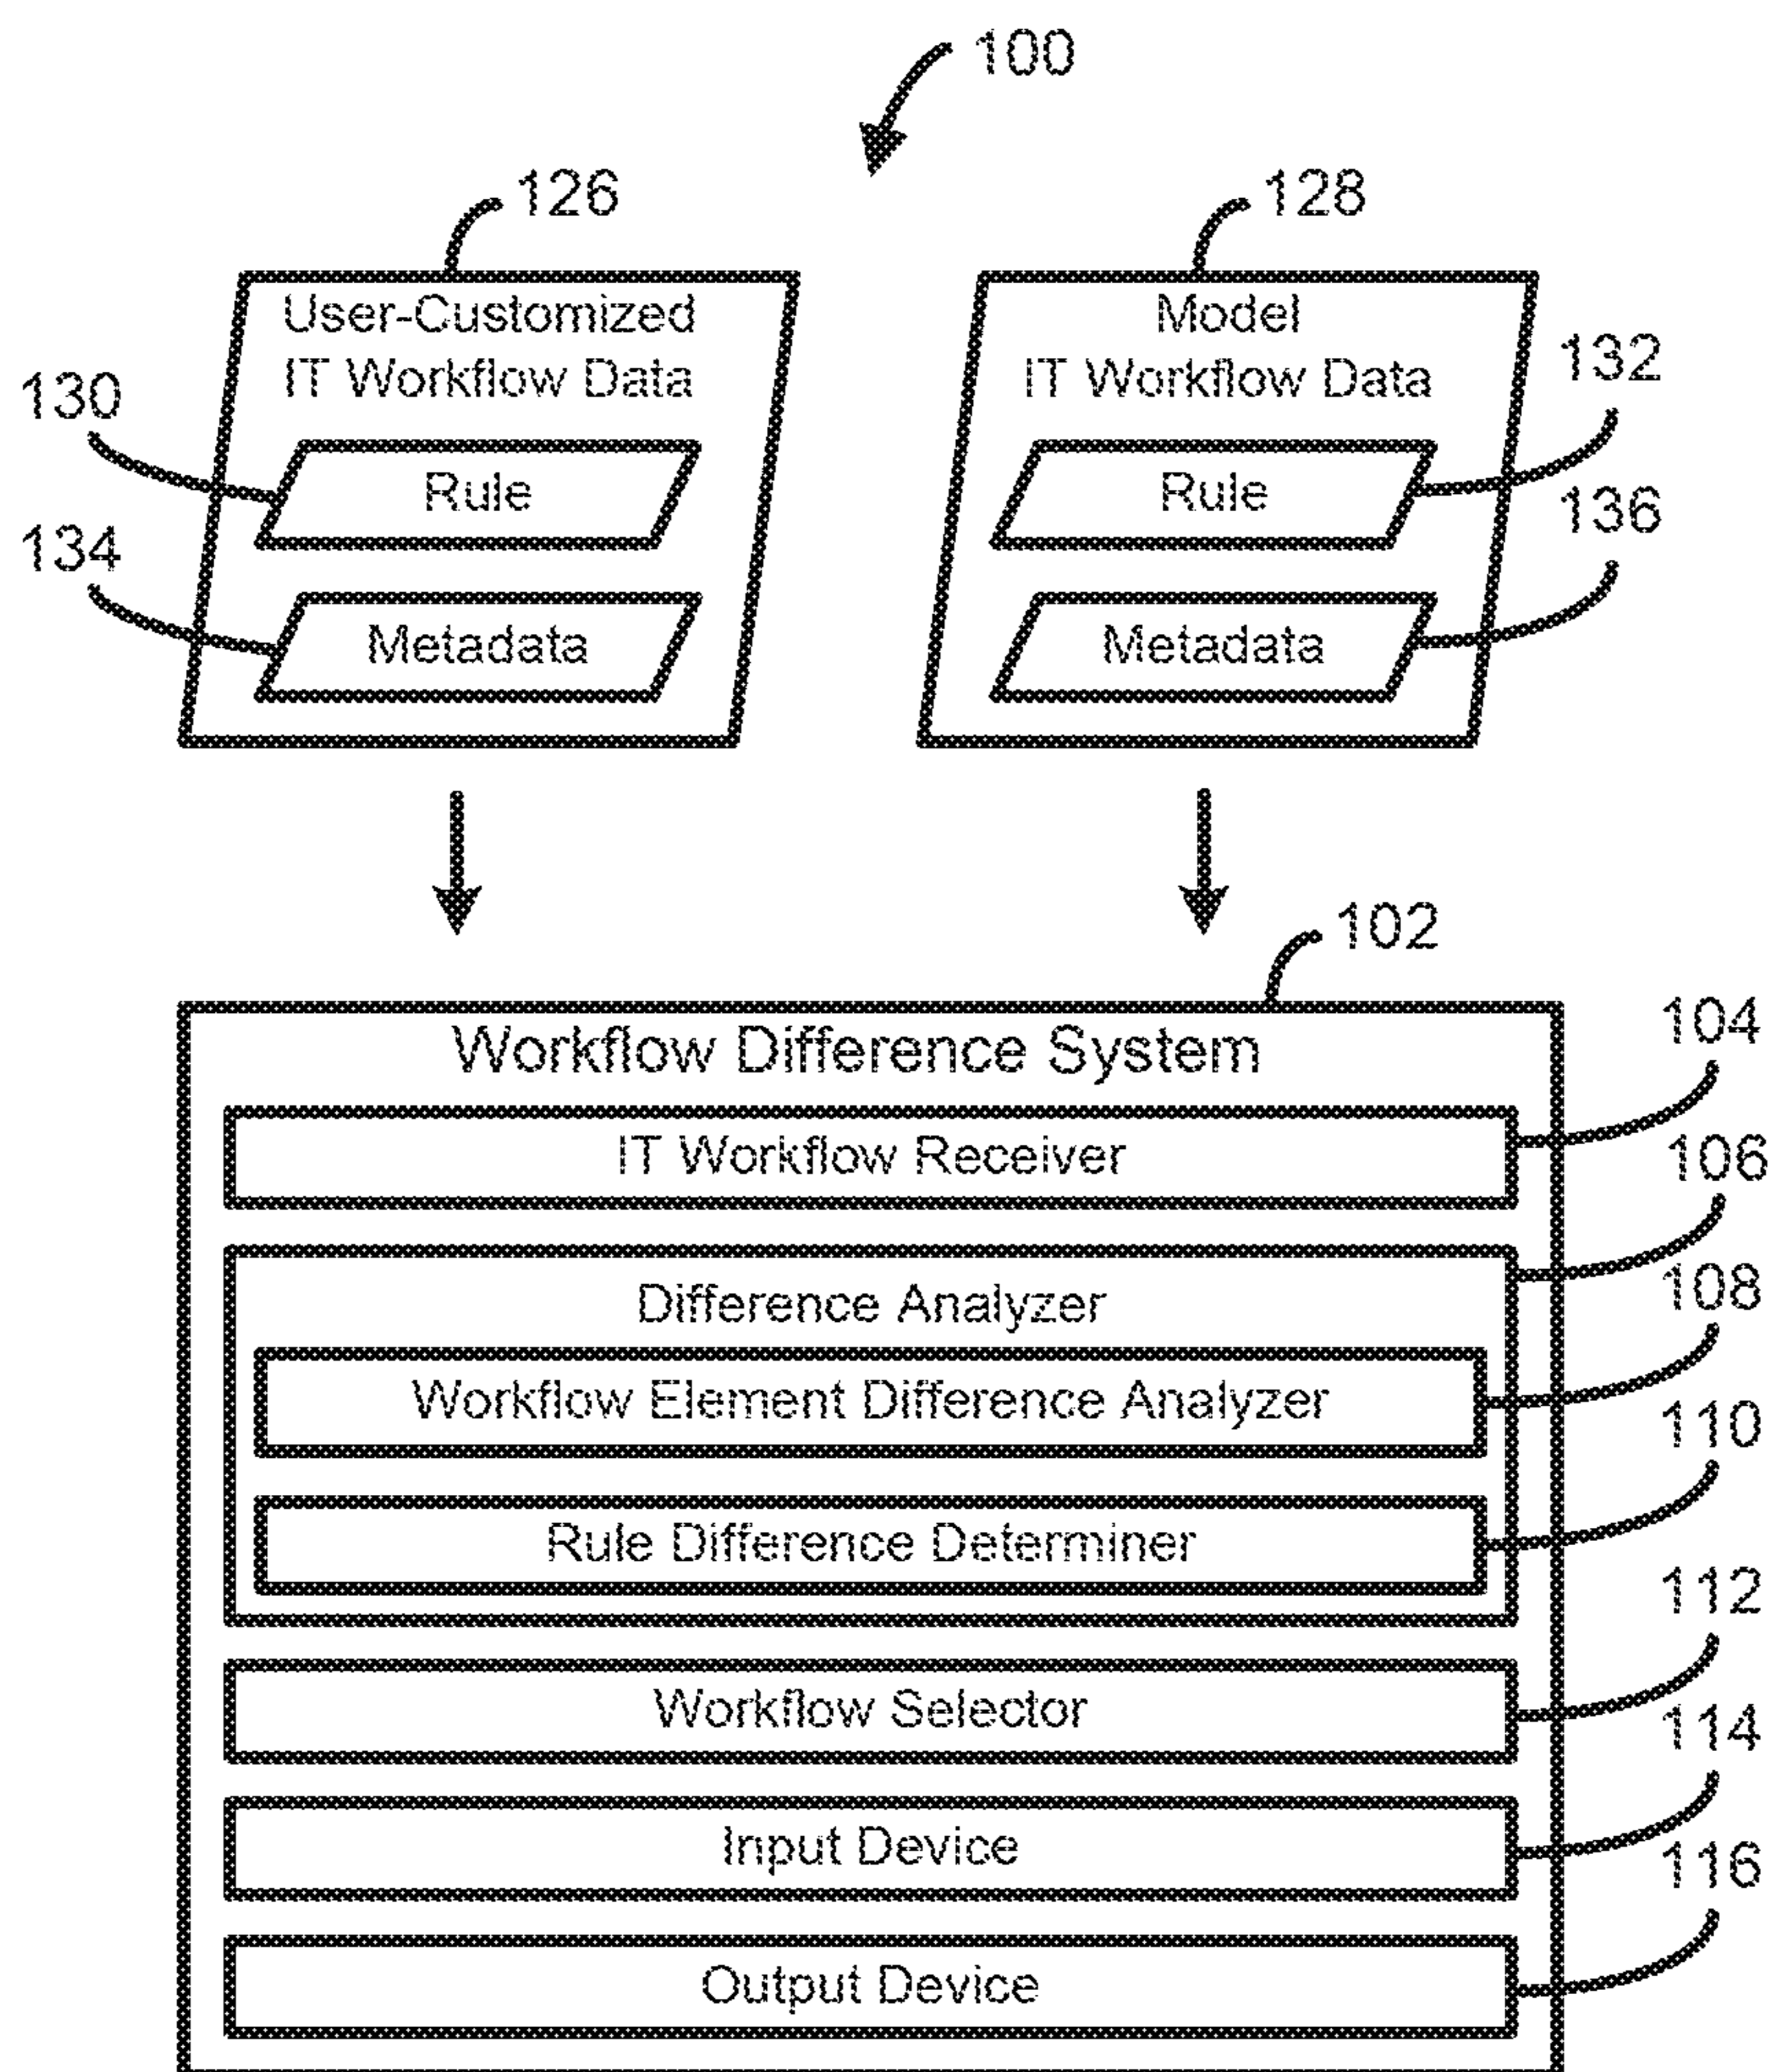 100
126
128
User-Customized
IT Workflow Data
Model
IT Workflow Data
130
132
Rule
Rule
134
136
Metadata
Metadata
102
Workflow Difference System
104
IT Workflow Receiver
106
Difference Analyzer
108
Workflow Element Difference Analyzer
110
Rule Difference Determiner
112
Workflow Selector
114
Input Device
116
Output Device